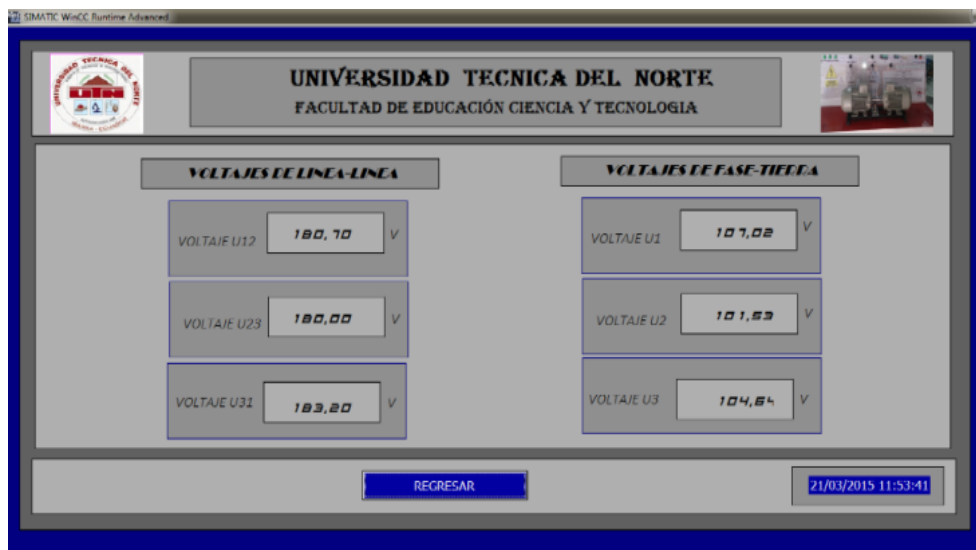 SIMATIC WinCC Runtime Advanced
UNIVERSIDAD TECNICA DEL NORTE
FACULTAD DE EDUCACIÓN CIENCIA Y TECNOLOGIA
VOLTAJES DE LINEA-LINEA
VOLTAJE U12 180,70 V
VOLTAJE U23 180,00 V
VOLTAJE U31 183,20 V
VOLTAJES DE FASE-TIERRA
VOLTAJE U1 107,02 V
VOLTAJE U2 101,53 V
VOLTAJE U3 104,64 V
REGRESAR
21/03/2015 11:53:41